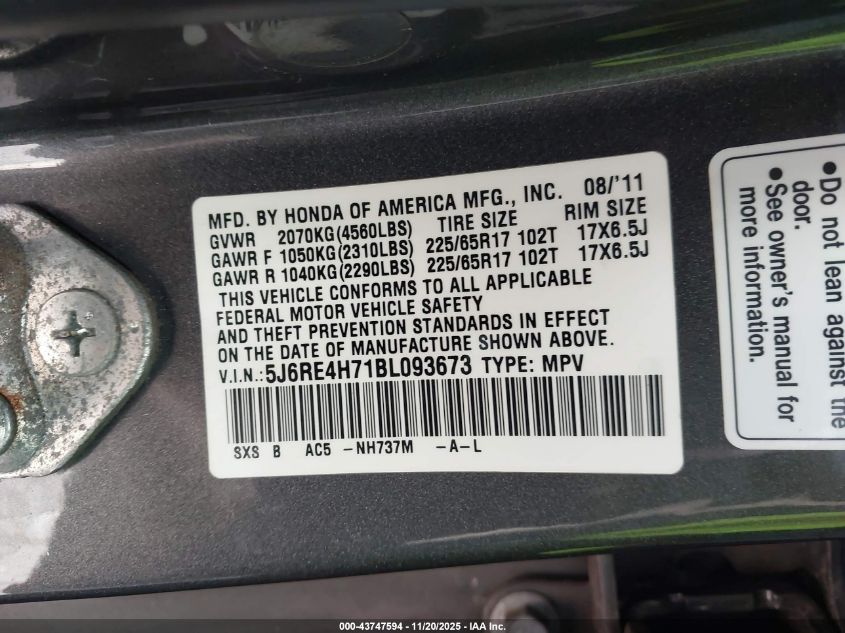 MFD. BY HONDA OF AMERICA MFG., INC. 08/'11
GVWR 2070KG(4560LBS) TIRE SIZE RIM SIZE
GAWR F 1050KG(2310LBS) 225/65R17 102T 17X6.5J
GAWR R 1040KG(2290LBS) 225/65R17 102T 17X6.5J
THIS VEHICLE CONFORMS TO ALL APPLICABLE
FEDERAL MOTOR VEHICLE SAFETY
AND THEFT PREVENTION STANDARDS IN EFFECT
ON THE DATE OF MANUFACTURE SHOWN ABOVE.
V.I.N.:5J6RE4H71BL093673 TYPE: MPV
SXS B AC5 -NH737M -A-L
•Do not lean against the
door.
•See owner's manual for
more information.
000-43747594 - 11/20/2025 - IAA Inc.